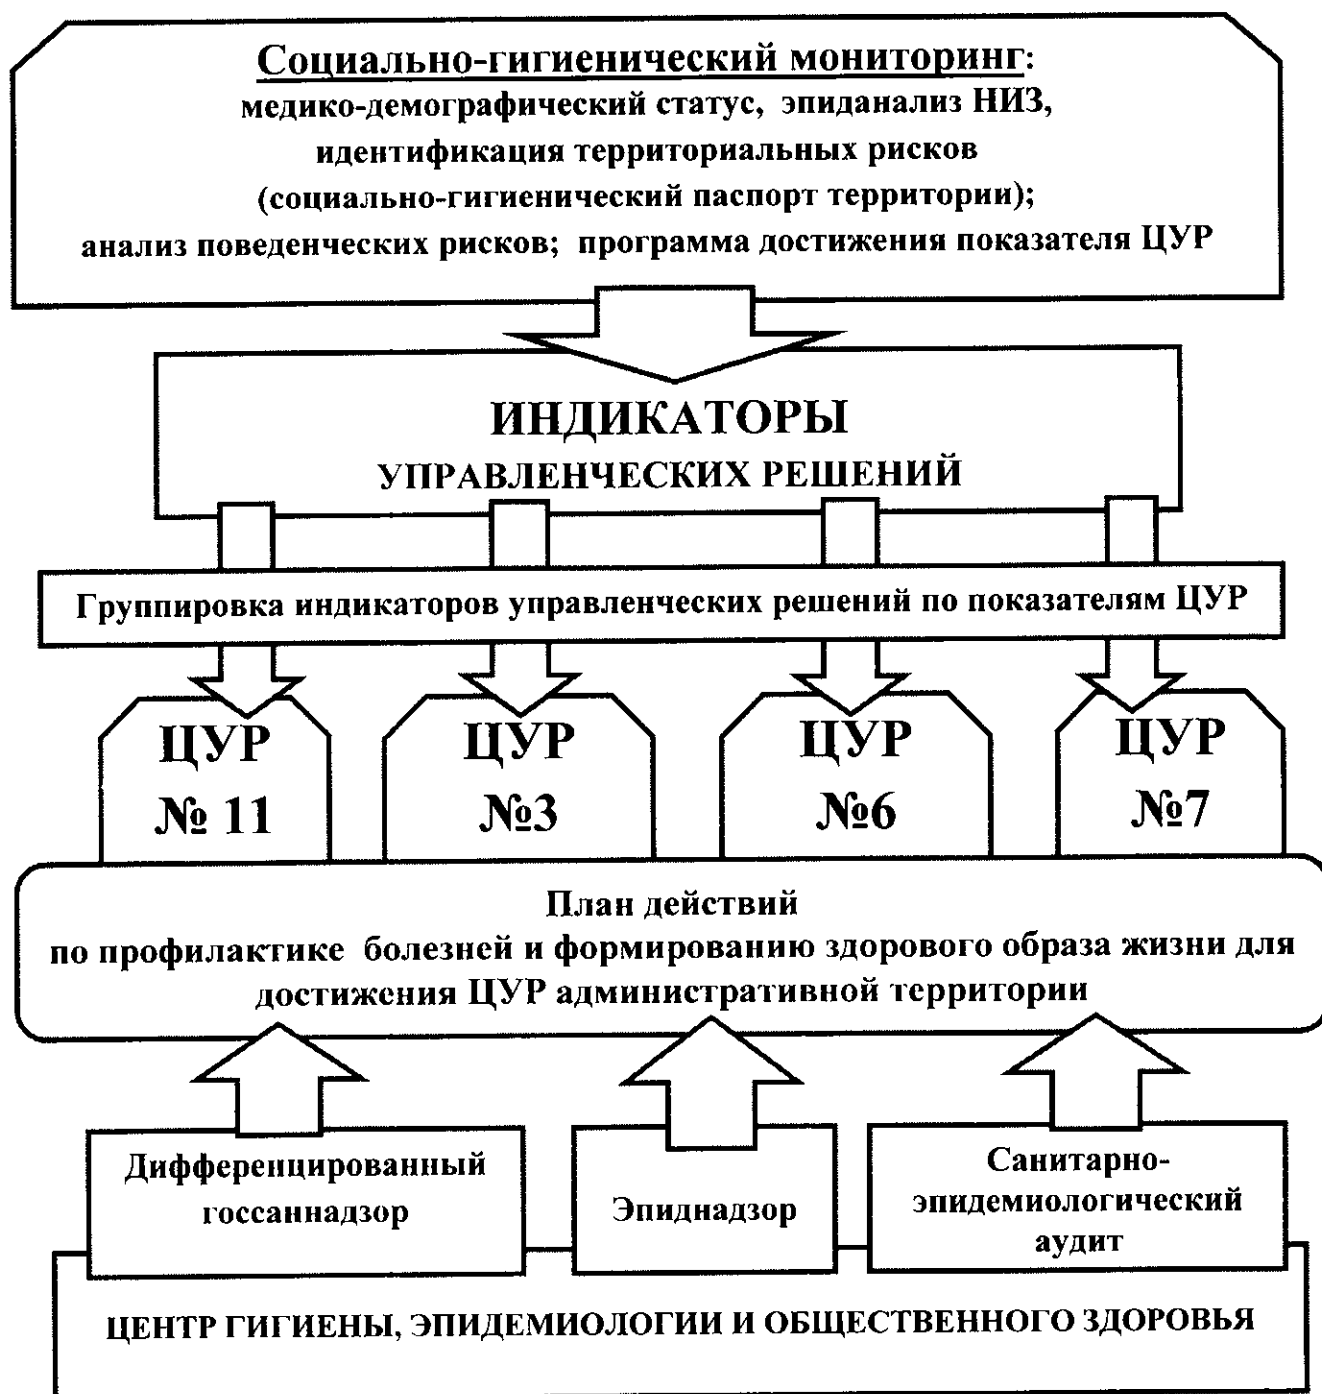 Социально-гигиенический мониторинг:
медико-демографический статус, эпиданализ НИЗ,
идентификация территориальных рисков
(социально-гигиенический паспорт территории);
анализ поведенческих рисков; программа достижения показателя ЦУР
ИНДИКАТОРЫ
УПРАВЛЕНЧЕСКИХ РЕШЕНИЙ
Группировка индикаторов управленческих решений по показателям ЦУР
ЦУР
№ 11
ЦУР
№3
ЦУР
№6
ЦУР
№7
План действий
по профилактике болезней и формированию здорового образа жизни для
достижения ЦУР административной территории
Дифференцированный
госсаннадзор
Эпиднадзор
Санитарно-
эпидемиологический
аудит
ЦЕНТР ГИГИЕНЫ, ЭПИДЕМИОЛОГИИ И ОБЩЕСТВЕННОГО ЗДОРОВЬЯ